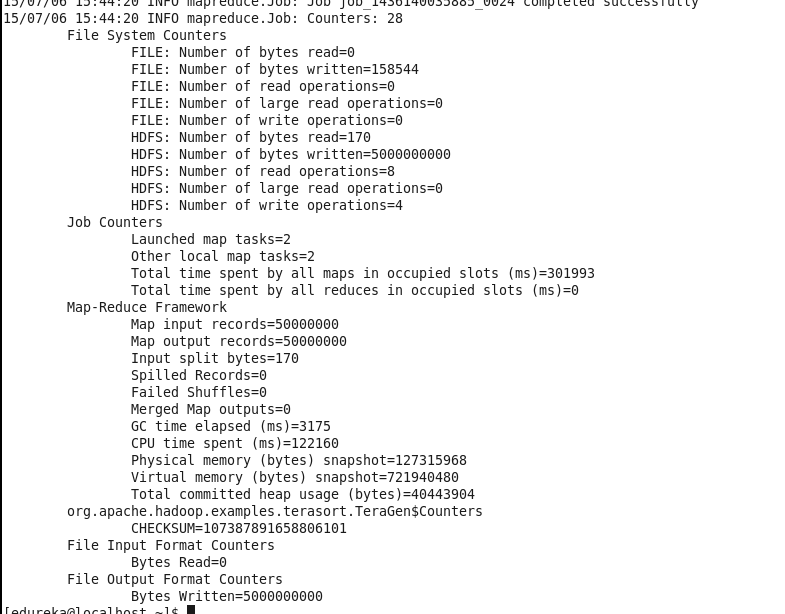 15/07/06 15:44:20 INFO mapreduce.Job: Job job_1436140035885_0024 completed successfully
15/07/06 15:44:20 INFO mapreduce.Job: Counters: 28
File System Counters
FILE: Number of bytes read=0
FILE: Number of bytes written=158544
FILE: Number of read operations=0
FILE: Number of large read operations=0
FILE: Number of write operations=0
HDFS: Number of bytes read=170
HDFS: Number of bytes written=5000000000
HDFS: Number of read operations=8
HDFS: Number of large read operations=0
HDFS: Number of write operations=4
Job Counters
Launched map tasks=2
Other local map tasks=2
Total time spent by all maps in occupied slots (ms)=301993
Total time spent by all reduces in occupied slots (ms)=0
Map-Reduce Framework
Map input records=50000000
Map output records=50000000
Input split bytes=170
Spilled Records=0
Failed Shuffles=0
Merged Map outputs=0
GC time elapsed (ms)=3175
CPU time spent (ms)=122160
Physical memory (bytes) snapshot=127315968
Virtual memory (bytes) snapshot=721940480
Total committed heap usage (bytes)=40443904
org.apache.hadoop.examples.terasort.TeraGen$Counters
CHECKSUM=107387891658806101
File Input Format Counters
Bytes Read=0
File Output Format Counters
Bytes Written=5000000000
[edureka@localhost ~]$